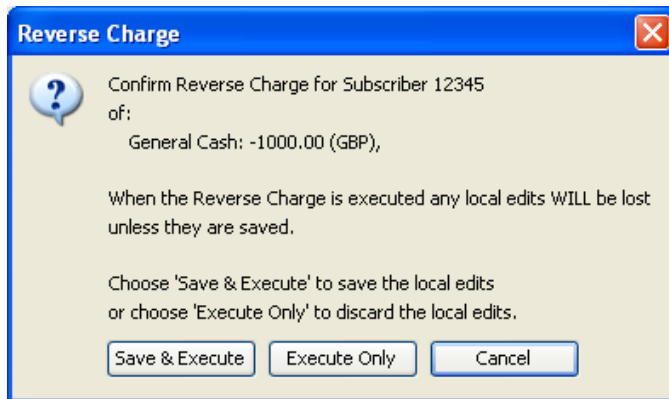 Reverse Charge
Confirm Reverse Charge for Subscriber 12345
of:
General Cash: -1000.00 (GBP),
When the Reverse Charge is executed any local edits WILL be lost
unless they are saved.
Choose 'Save & Execute' to save the local edits
or choose 'Execute Only' to discard the local edits.
Save & Execute Execute Only Cancel